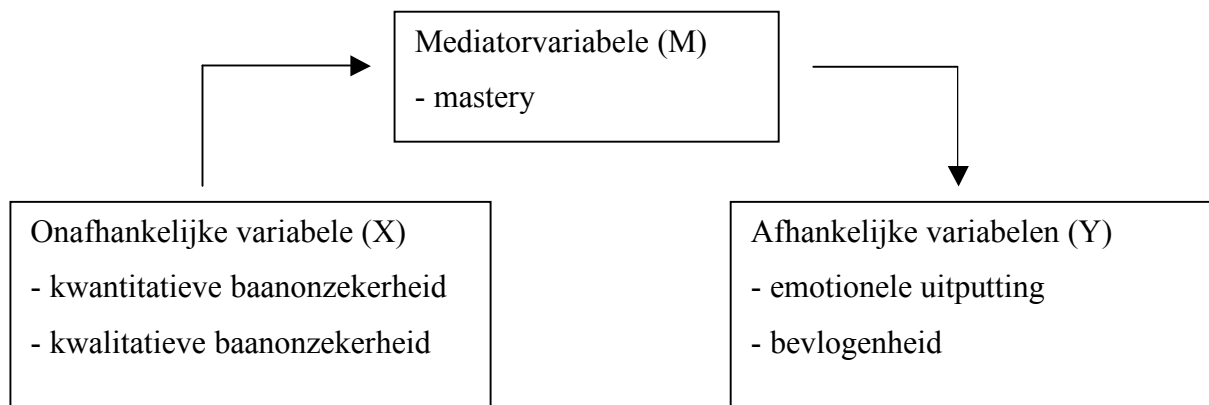 Mediatorvariabele (M)
- mastery
Onafhankelijke variabele (X)
- kwantitatieve baanonzekerheid
- kwalitatieve baanonzekerheid
Afhankelijke variabelen (Y)
- emotionele uitputting
- bevlogenheid